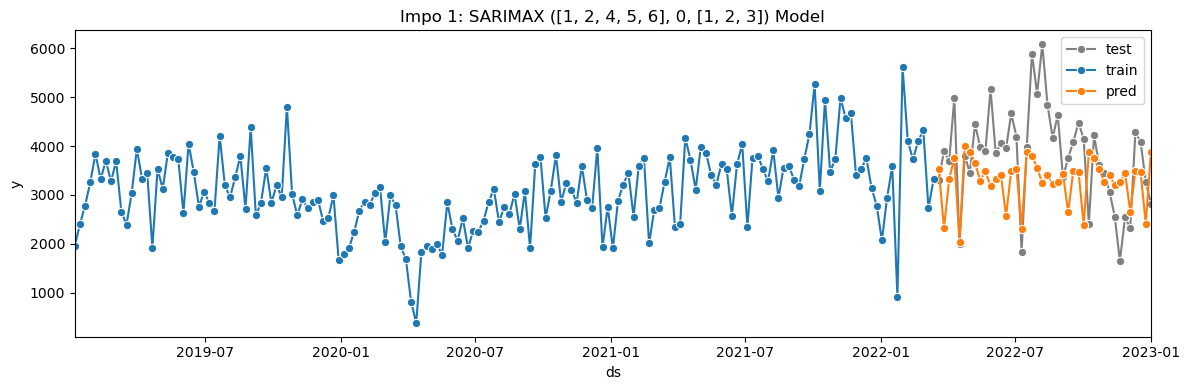 Impo 1: SARIMAX ([1, 2, 4, 5, 6], 0, [1, 2, 3]) Model
test
train
pred
y
6000
5000
4000
3000
2000
1000
2019-07
2020-01
2020-07
2021-01
2021-07
2022-01
2022-07
2023-01
ds